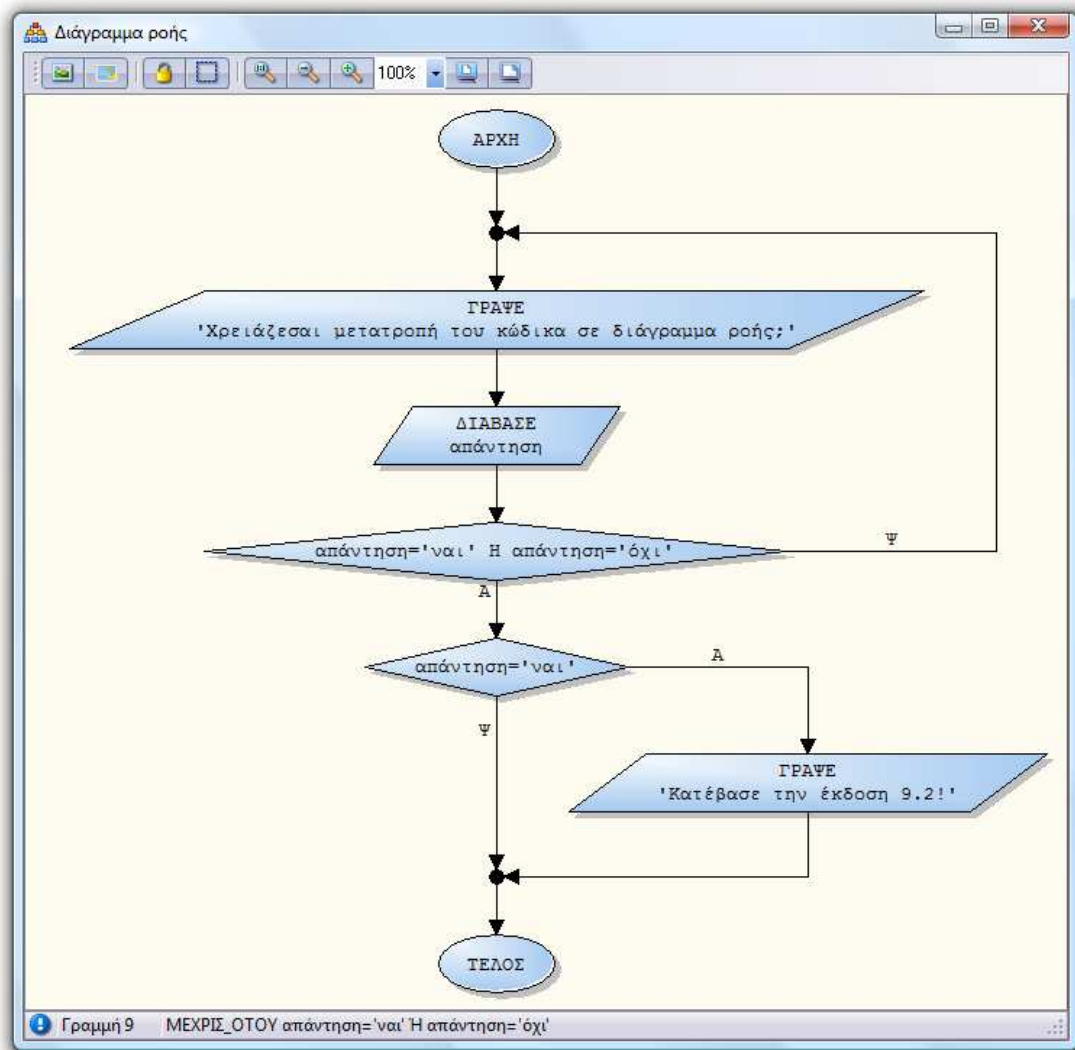 Διάγραμμα ροής
100%
ΑΡΧΗ
ΓΡΑΨΕ
'Χρειάζεσαι μετατροπή του κώδικα σε διάγραμμα ροής;'
ΔΙΑΒΑΣΕ
απάντηση
απάντηση='ναι' Η απάντηση='όχι'
Ψ
Α
απάντηση='ναι'
Α
Ψ
ΓΡΑΨΕ
'Κατέβασε την έκδοση 9.2!'
ΤΕΛΟΣ
Γραμμή 9 ΜΕΧΡΙΣ_ΟΤΟΥ απάντηση='ναι' Ή απάντηση='όχι'